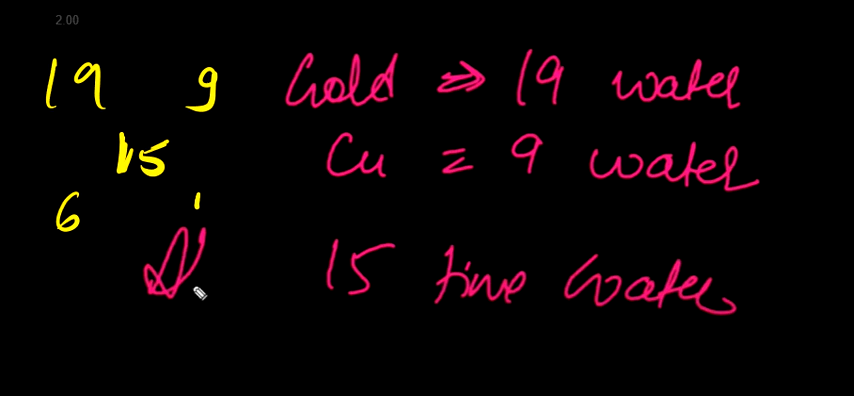 2.00
19 9 Gold ⇒ 19 water
15 Cu = 9 water
6 1
15 time water